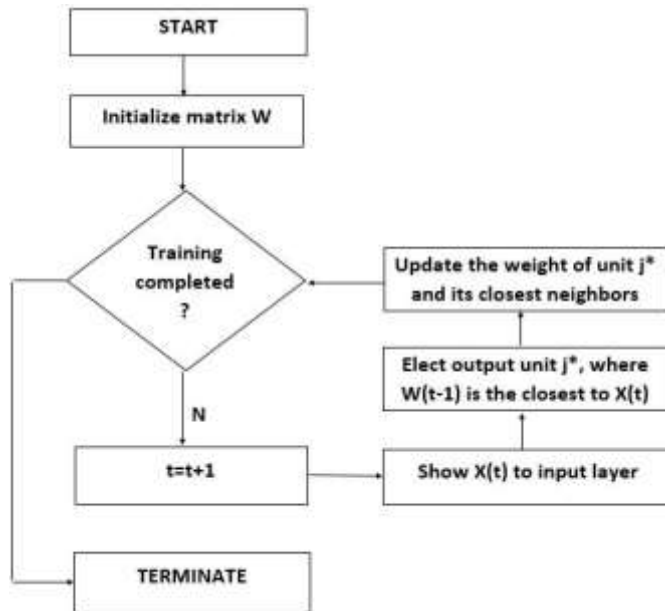 START
Initialize matrix W
Training
completed
?
Update the weight of unit j*
and its closest neighbors
Elect output unit j*, where
W(t-1) is the closest to X(t)
N
t=t+1
Show X(t) to input layer
TERMINATE